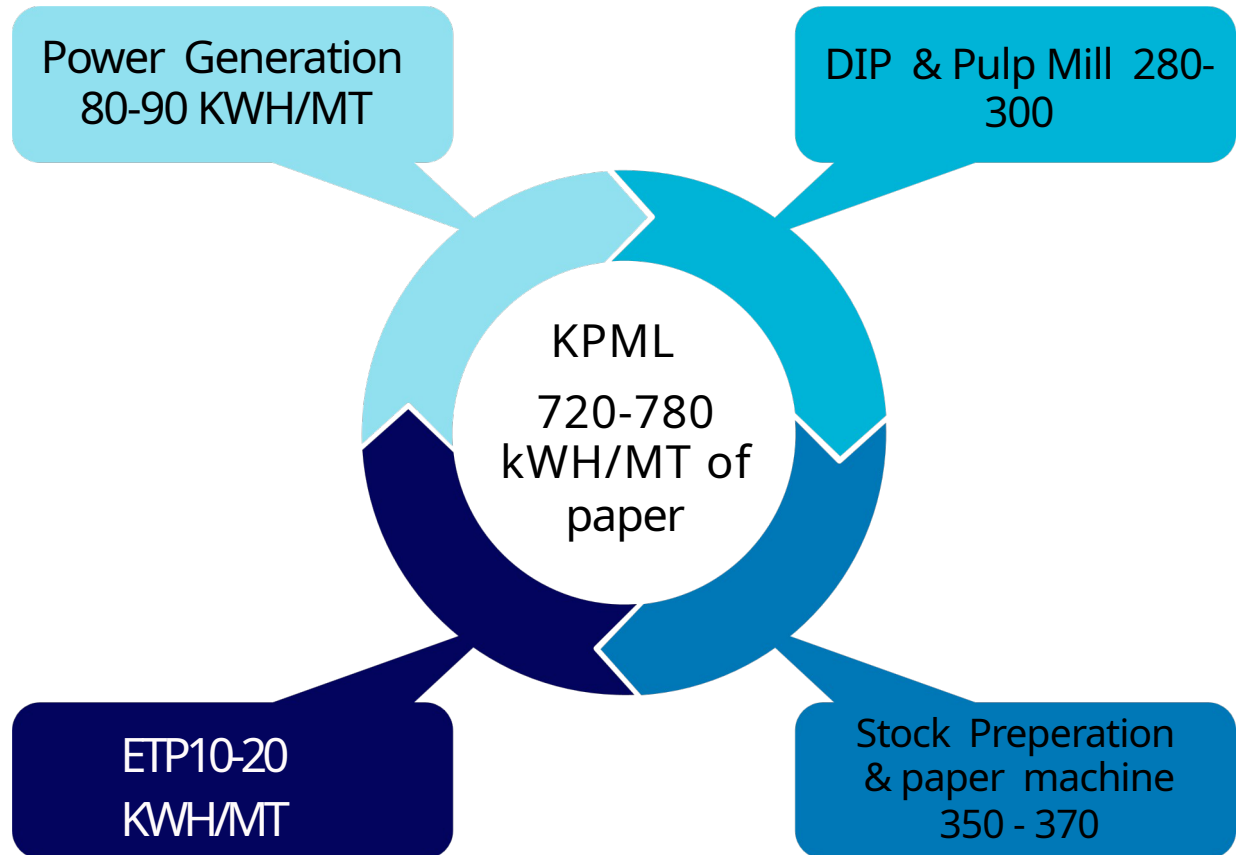 Power Generation
80-90 KWH/MT
DIP & Pulp Mill 280-
300
KPML
720-780
kWH/MT of
paper
ETP10-20
KWH/MT
Stock Preperation
& paper machine
350 - 370